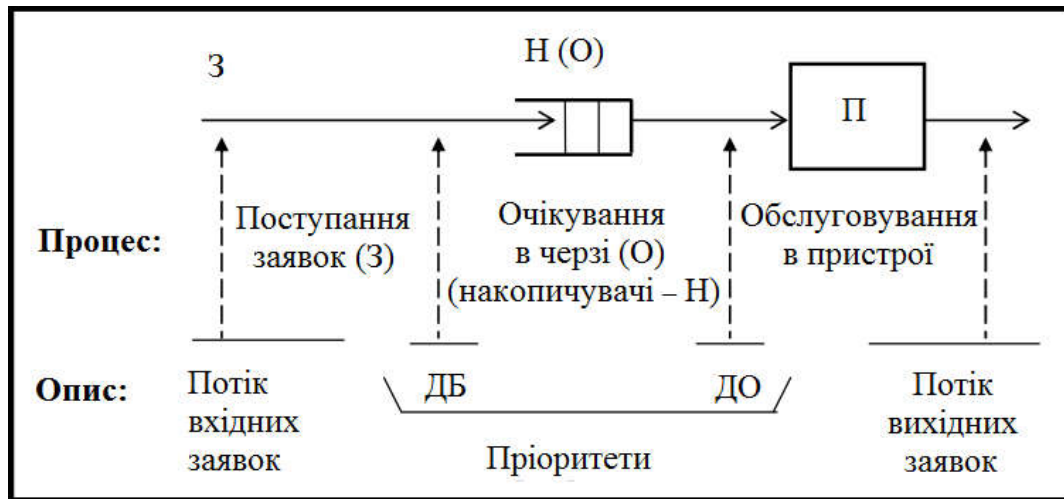 З
Н (О)
П
Процес:
Поступання
заявок (З)
Очікування
в черзі (О)
(накопичувачі – Н)
Обслуговування
в пристрої
Опис:
Потік
вхідних
заявок
ДБ
ДО
Пріоритети
Потік
вихідних
заявок